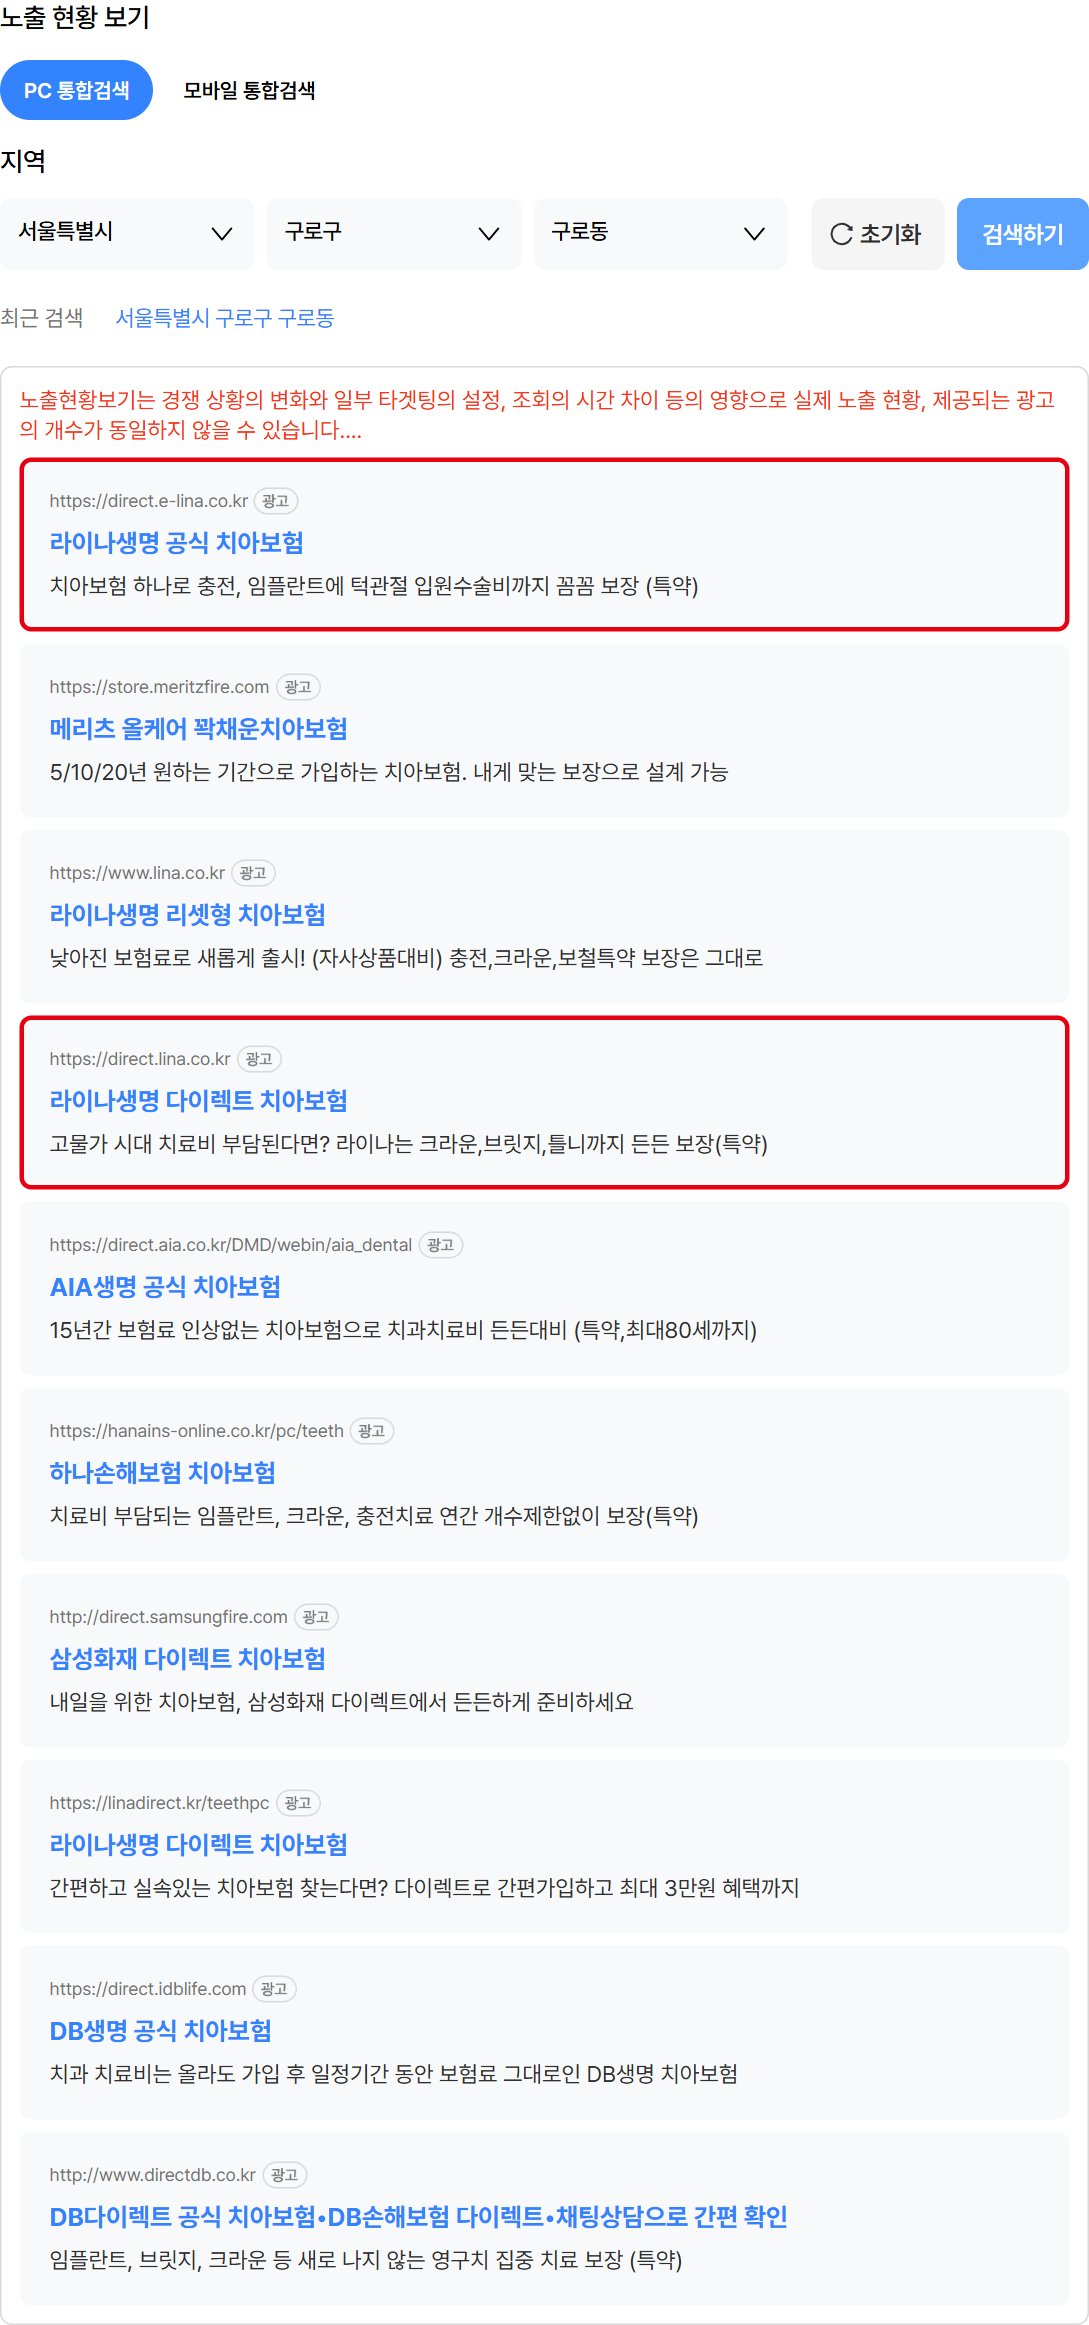 노출 현황 보기
PC 통합검색 모바일 통합검색
지역
서울특별시 구로구 구로동 초기화 검색하기
최근 검색 서울특별시 구로구 구로동
노출현황보기는 경쟁 상황의 변화와 일부 타겟팅의 설정, 조회의 시간 차이 등의 영향으로 실제 노출 현황, 제공되는 광고
의 개수가 동일하지 않을 수 있습니다....
https://direct.e-lina.co.kr 광고
라이나생명 공식 치아보험
치아보험 하나로 충전, 임플란트에 턱관절 입원수술비까지 꼼꼼 보장 (특약)
https://store.meritzfire.com 광고
메리츠 올케어 꽉채운치아보험
5/10/20년 원하는 기간으로 가입하는 치아보험. 내게 맞는 보장으로 설계 가능
https://www.lina.co.kr 광고
라이나생명 리셋형 치아보험
낮아진 보험료로 새롭게 출시! (자사상품대비) 충전,크라운,보철특약 보장은 그대로
https://direct.lina.co.kr 광고
라이나생명 다이렉트 치아보험
고물가 시대 치료비 부담된다면? 라이나는 크라운,브릿지,틀니까지 든든 보장(특약)
https://direct.aia.co.kr/DMD/webin/aia_dental 광고
AIA생명 공식 치아보험
15년간 보험료 인상없는 치아보험으로 치과치료비 든든대비 (특약,최대80세까지)
https://hanains-online.co.kr/pc/teeth 광고
하나손해보험 치아보험
치료비 부담되는 임플란트, 크라운, 충전치료 연간 개수제한없이 보장(특약)
http://direct.samsungfire.com 광고
삼성화재 다이렉트 치아보험
내일을 위한 치아보험, 삼성화재 다이렉트에서 든든하게 준비하세요
https://linadirect.kr/teethpc 광고
라이나생명 다이렉트 치아보험
간편하고 실속있는 치아보험 찾는다면? 다이렉트로 간편가입하고 최대 3만원 혜택까지
https://direct.idblife.com 광고
DB생명 공식 치아보험
치과 치료비는 올라도 가입 후 일정기간 동안 보험료 그대로인 DB생명 치아보험
http://www.directdb.co.kr 광고
DB다이렉트 공식 치아보험•DB손해보험 다이렉트•채팅상담으로 간편 확인
임플란트, 브릿지, 크라운 등 새로 나지 않는 영구치 집중 치료 보장 (특약)